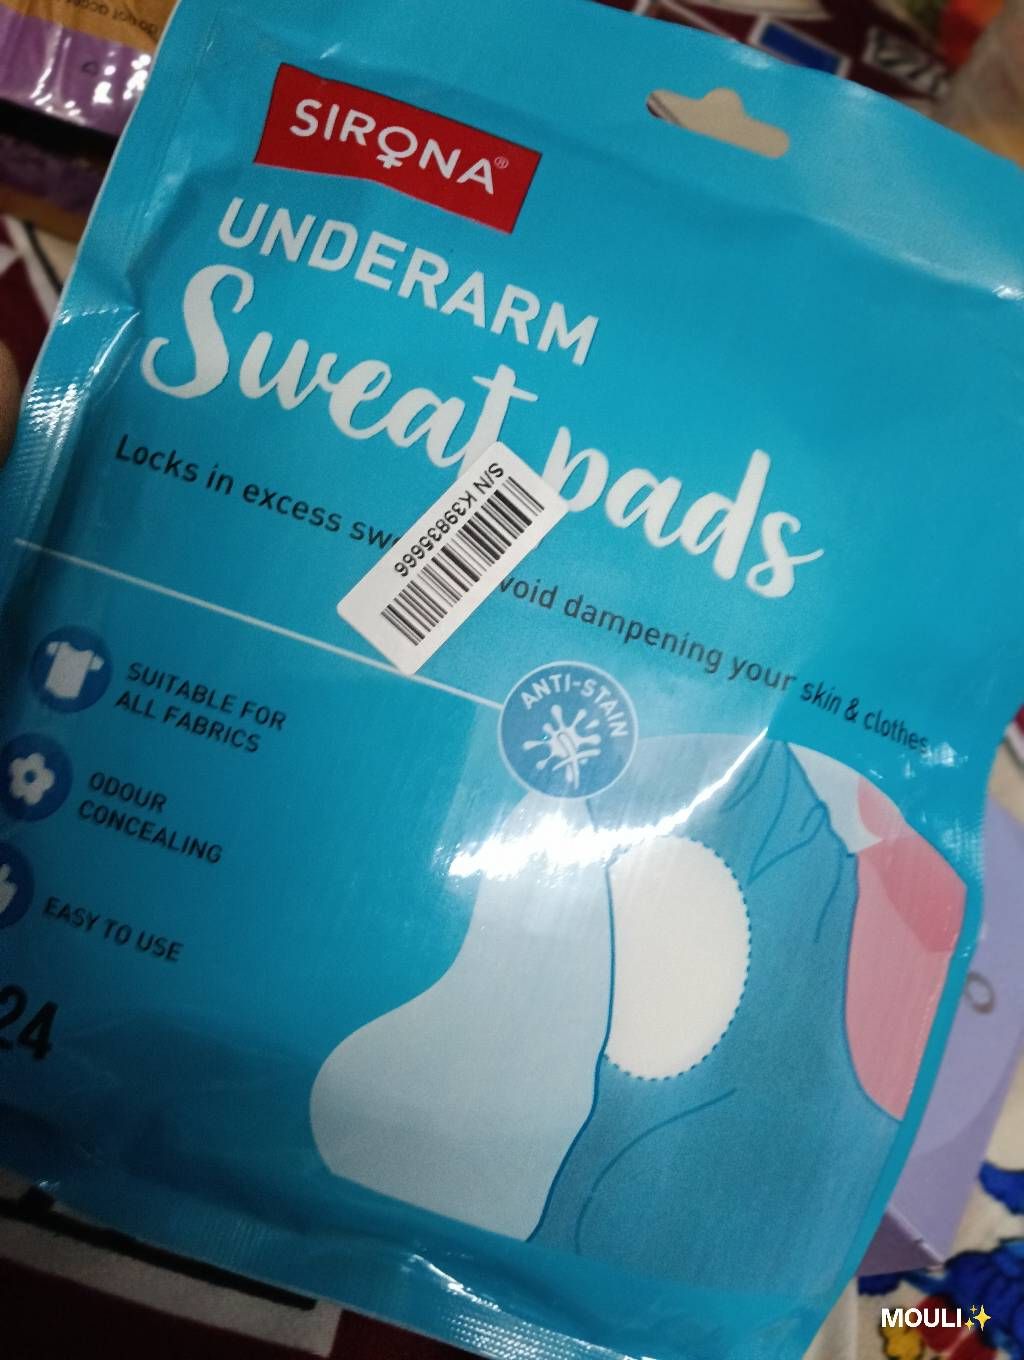 SIRONA®
UNDERARM
Sweat pads
Locks in excess void dampening your skin & clothes
S/N K39835666
ANTI-STAIN
SUITABLE FOR
ALL FABRICS
ODOUR
CONCEALING
EASY TO USE
24
MOULI✨